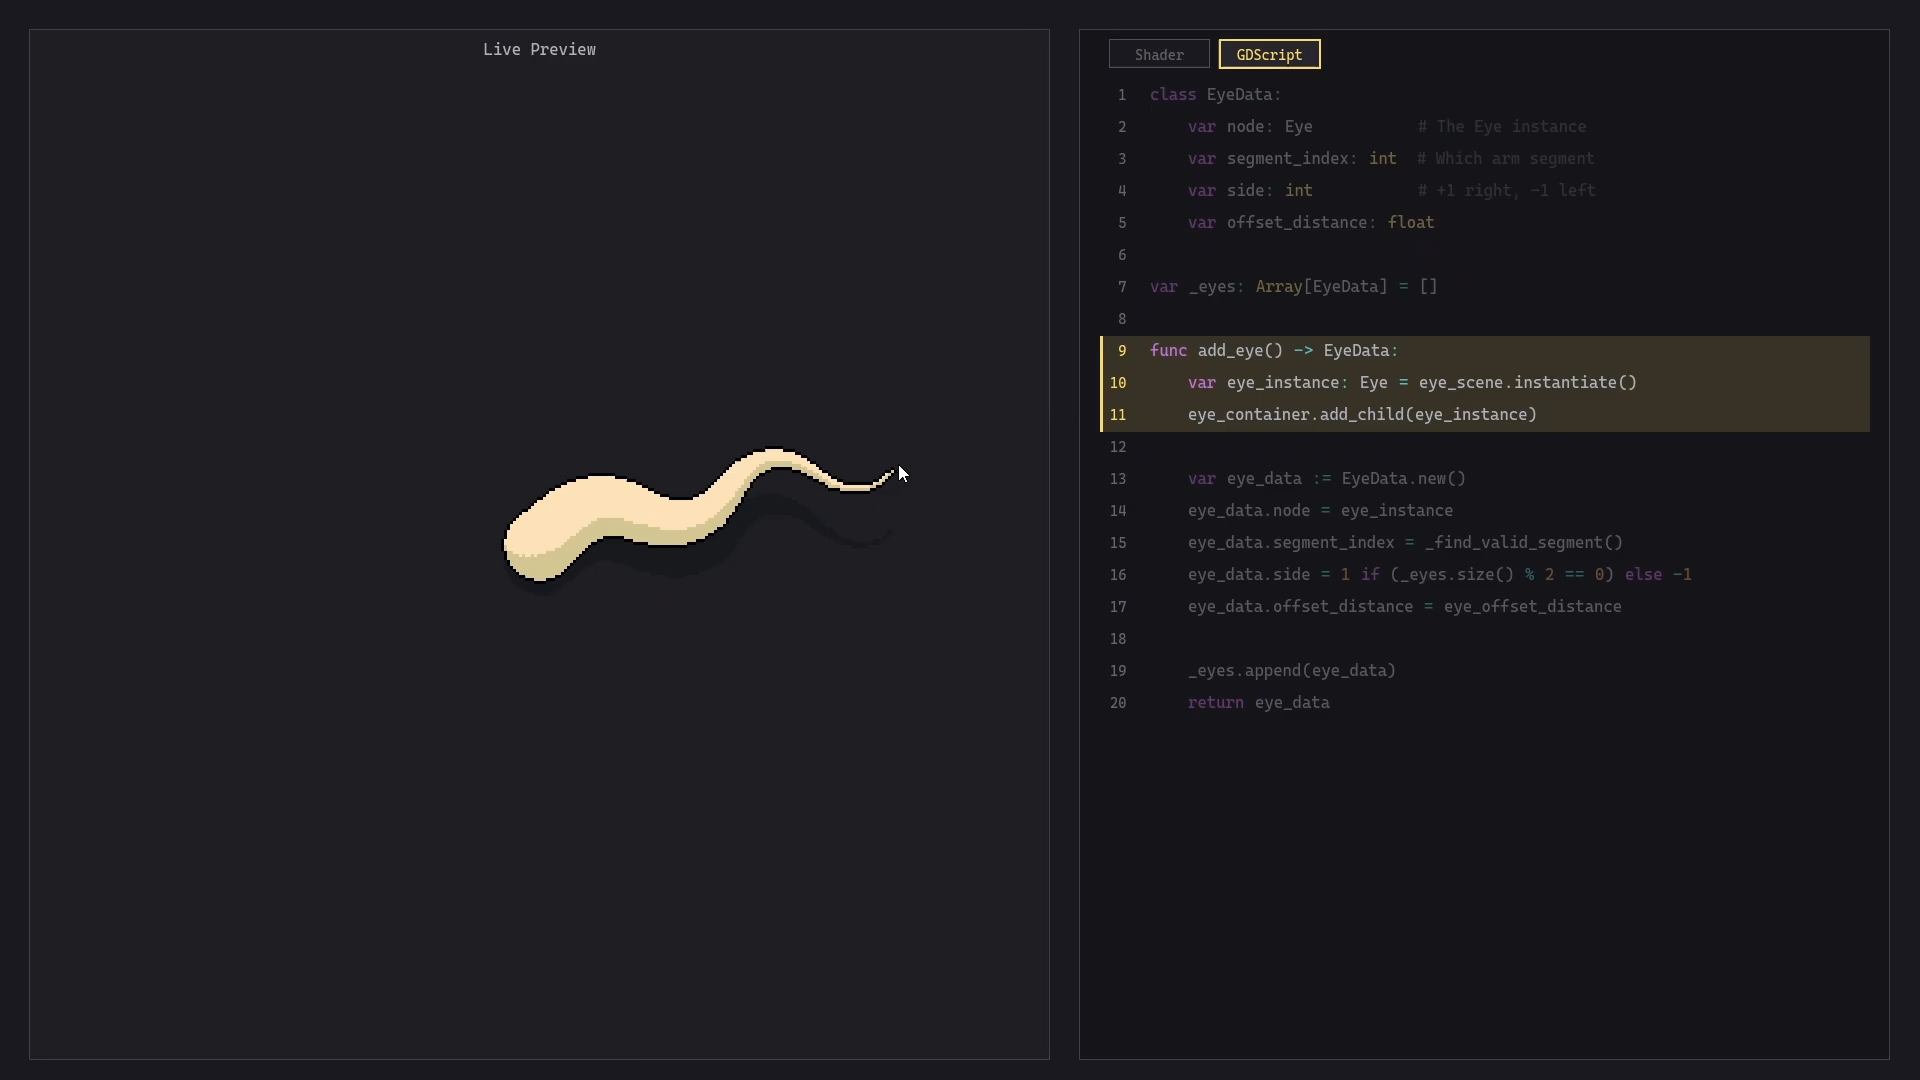 Live Preview
Shader GDScript
1 class EyeData:
2 var node: Eye # The Eye instance
3 var segment_index: int # Which arm segment
4 var side: int # +1 right, -1 left
5 var offset_distance: float
6
7 var _eyes: Array[EyeData] = []
8
9 func add_eye() -> EyeData:
10 var eye_instance: Eye = eye_scene.instantiate()
11 eye_container.add_child(eye_instance)
12
13 var eye_data := EyeData.new()
14 eye_data.node = eye_instance
15 eye_data.segment_index = _find_valid_segment()
16 eye_data.side = 1 if (_eyes.size() % 2 == 0) else -1
17 eye_data.offset_distance = eye_offset_distance
18
19 _eyes.append(eye_data)
20 return eye_data